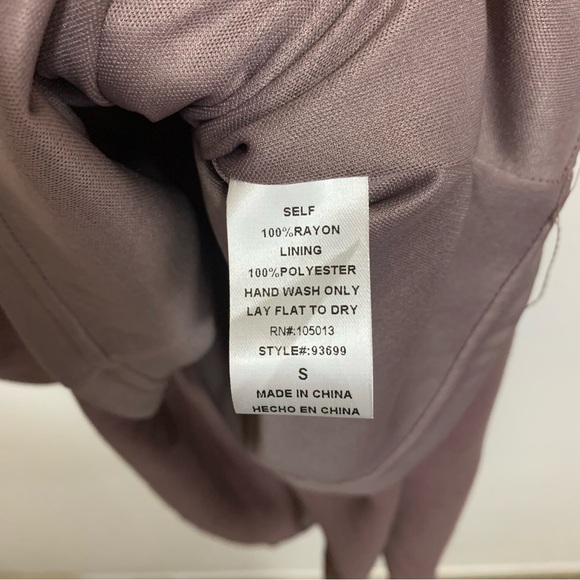 SELF
100%RAYON
LINING
100%POLYESTER
HAND WASH ONLY
LAY FLAT TO DRY
RN#:105013
STYLE#:93699
S
MADE IN CHINA
HECHO EN CHINA